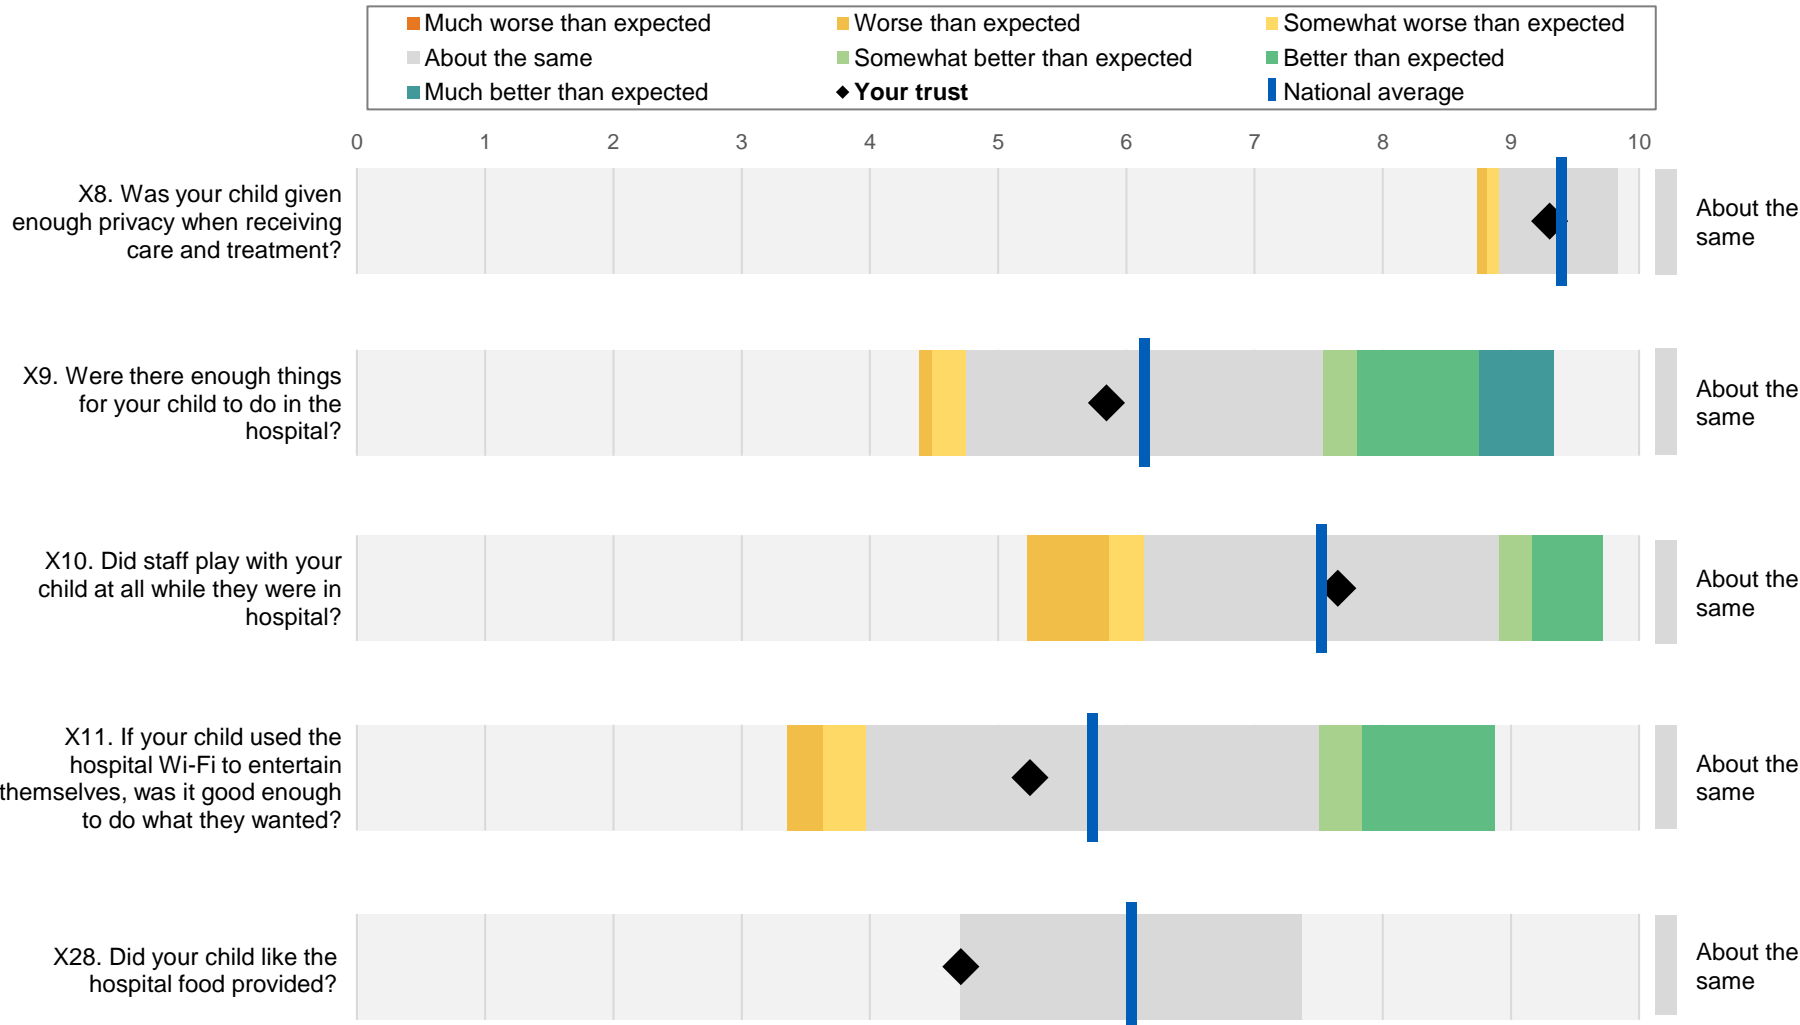 Much worse than expected
Worse than expected
Somewhat worse than expected
About the same
Somewhat better than expected
Better than expected
Much better than expected
Your trust
National average
0 1 2 3 4 5 6 7 8 9 10
X8. Was your child given
enough privacy when receiving
care and treatment?
About the
same
X9. Were there enough things
for your child to do in the
hospital?
About the
same
X10. Did staff play with your
child at all while they were in
hospital?
About the
same
X11. If your child used the
hospital Wi-Fi to entertain
themselves, was it good enough
to do what they wanted?
About the
same
X28. Did your child like the
hospital food provided?
About the
same